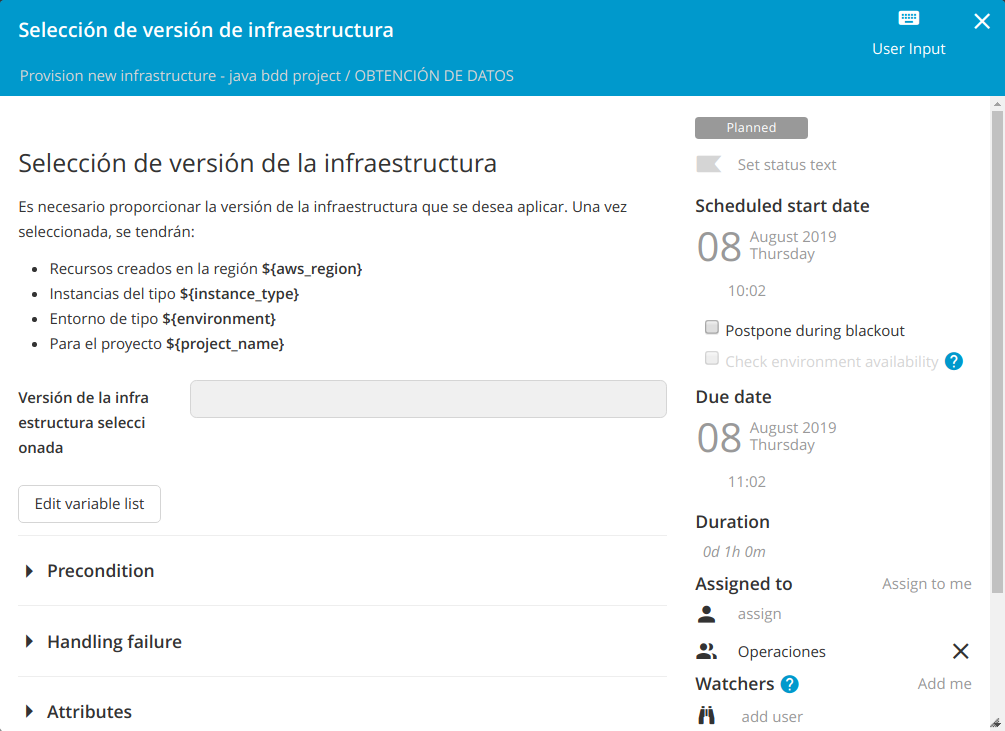 Selección de versión de infraestructura
User Input
Provision new infrastructure - java bdd project / OBTENCIÓN DE DATOS
Selección de versión de la infraestructura
Es necesario proporcionar la versión de la infraestructura que se desea aplicar. Una vez
seleccionada, se tendrán:
Recursos creados en la región ${aws_region}
Instancias del tipo ${instance_type}
Entorno de tipo ${environment}
Para el proyecto ${project_name}
Versión de la infra
estructura selecci
onada
Edit variable list
Precondition
Handling failure
Attributes
Planned
Set status text
Scheduled start date
08 August 2019
Thursday
10:02
Postpone during blackout
Check environment availability ?
Due date
08 August 2019
Thursday
11:02
Duration
0d 1h 0m
Assigned to Assign to me
assign
Operaciones
Watchers ? Add me
add user